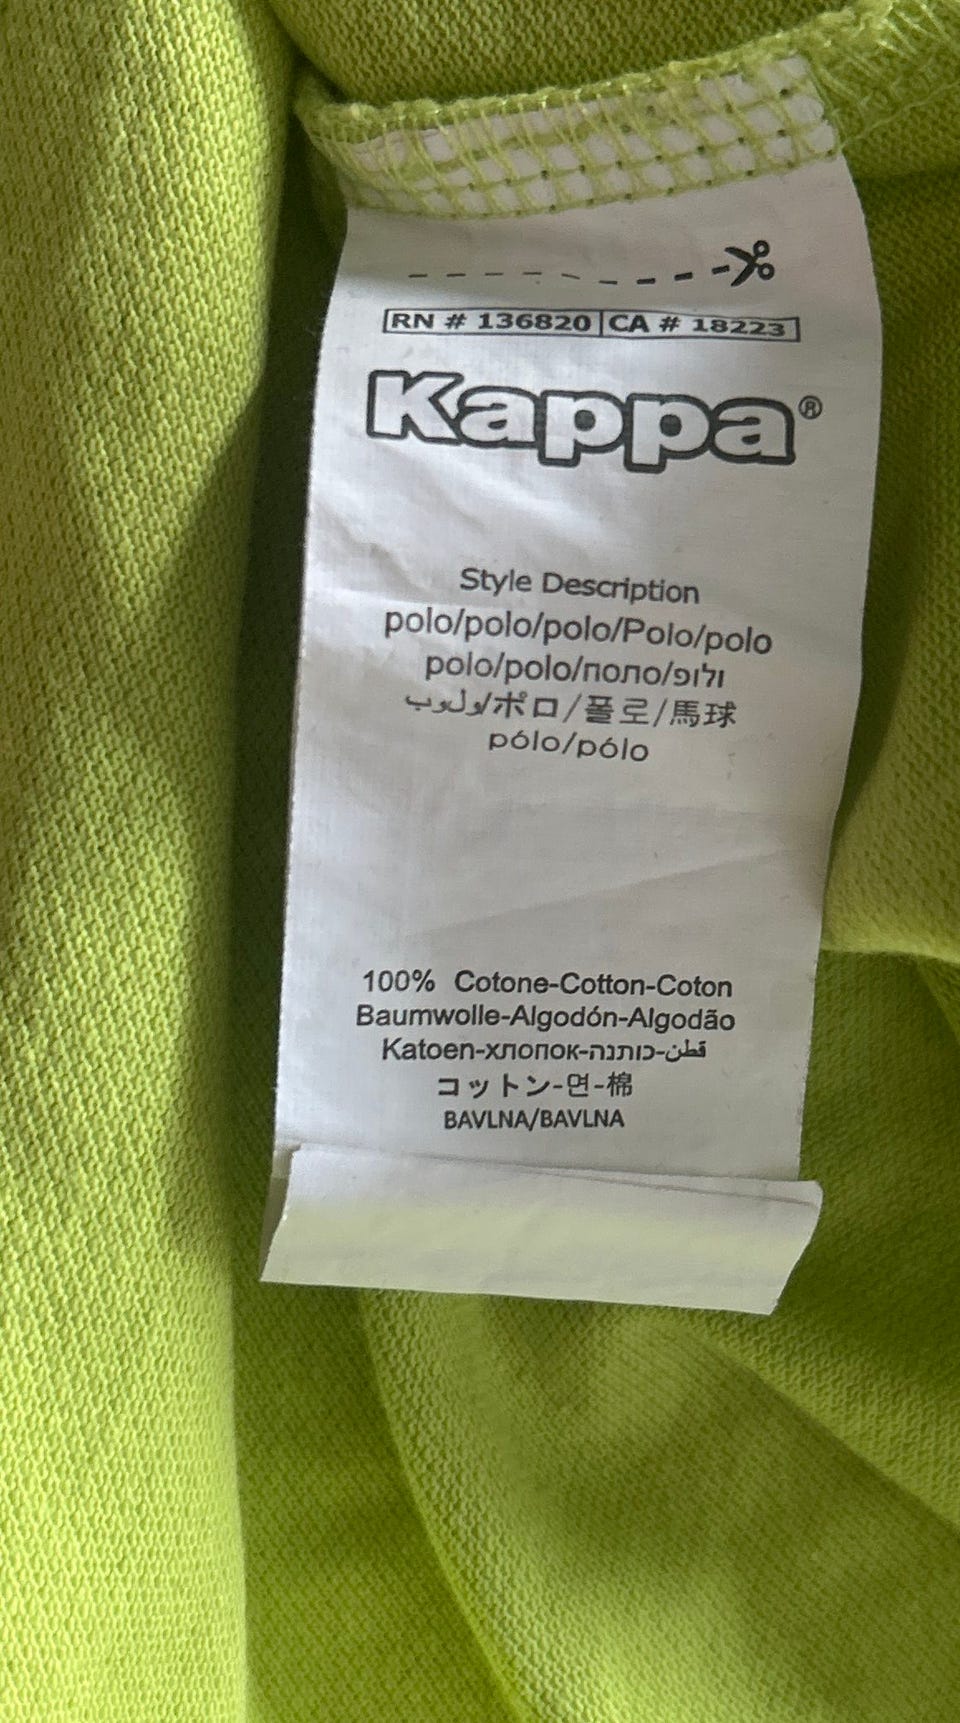 RN # 136820 CA # 18223
Kappa®
Style Description
polo/polo/polo/Polo/polo
polo/polo/поло/פולו
بولو/ポロ/폴로/馬球
pólo/pólo
100% Cotone-Cotton-Coton
Baumwolle-Algodón-Algodão
Katoen-хлопок-כותנה-قطن
コットン-면-棉
BAVLNA/BAVLNA